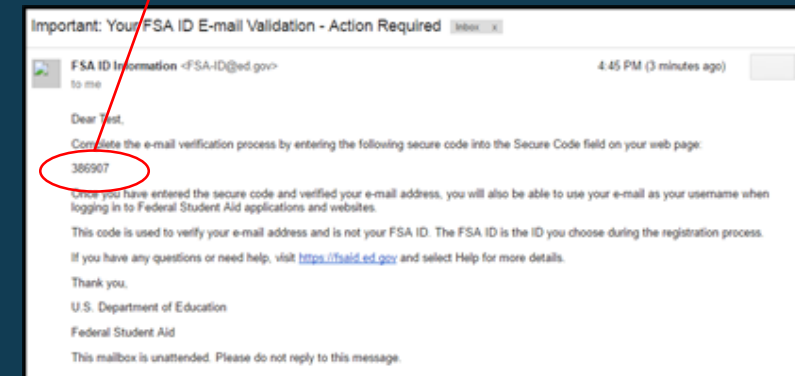 Important: Your FSA ID E-mail Validation - Action Required Inbox x
FSA ID Information <FSA-ID@ed.gov> 4:45 PM (3 minutes ago)
to me
Dear Test,
Complete the e-mail verification process by entering the following secure code into the Secure Code field on your web page:
386907
Once you have entered the secure code and verified your e-mail address, you will also be able to use your e-mail as your username when
logging in to Federal Student Aid applications and websites.
This code is used to verify your e-mail address and is not your FSA ID. The FSA ID is the ID you choose during the registration process.
If you have any questions or need help, visit https://fsaid.ed.gov and select Help for more details.
Thank you,
U.S. Department of Education
Federal Student Aid
This mailbox is unattended. Please do not reply to this message.